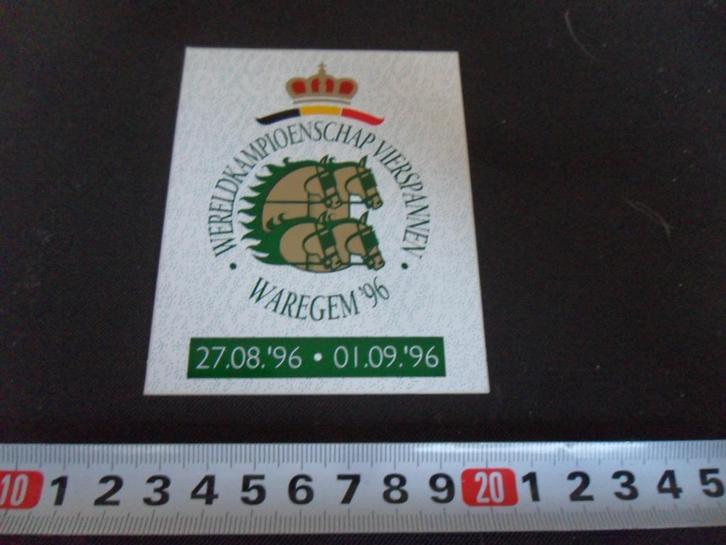 • WERELDKAMPIOENSCHAP VIERSPANNEN •
WAREGEM '96
27.08.'96 • 01.09.'96
10 1 2 3 4 5 6 7 8 9 20 1 2 3 4 5